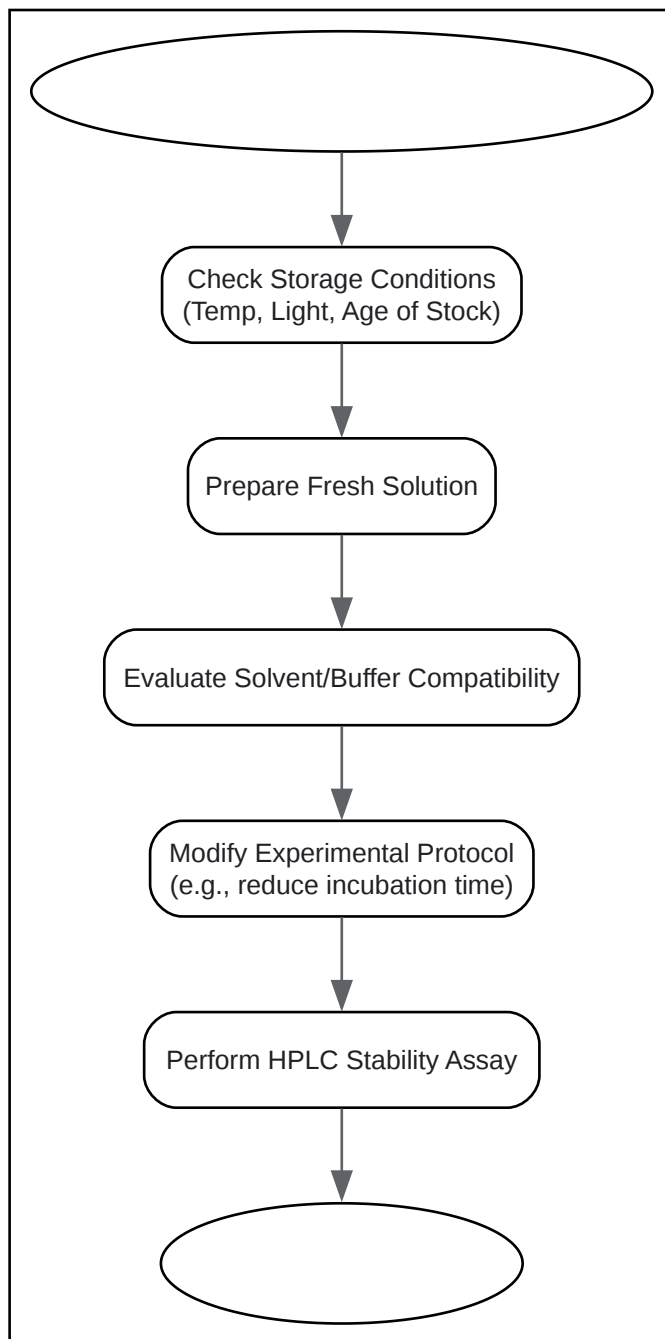 Check Storage Conditions
(Temp, Light, Age of Stock)
Prepare Fresh Solution
Evaluate Solvent/Buffer Compatibility
Modify Experimental Protocol
(e.g., reduce incubation time)
Perform HPLC Stability Assay